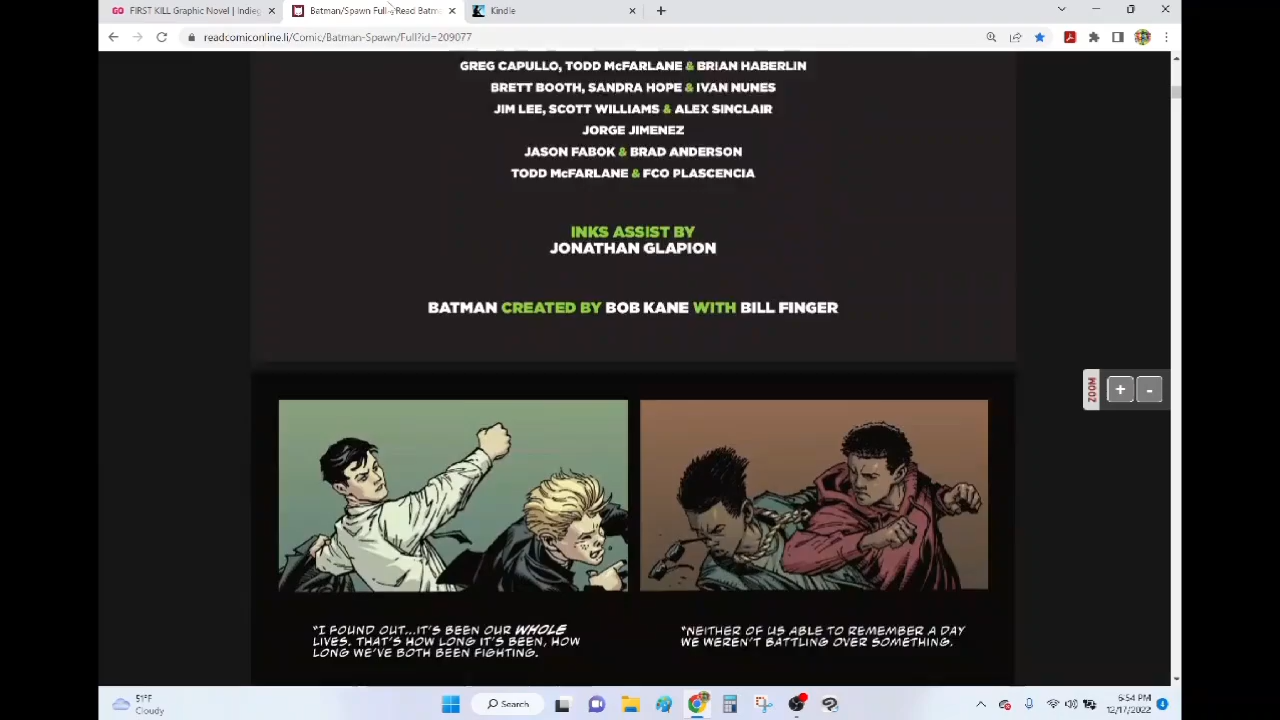 FIRST KILL Graphic Novel | Indieg
Batman/Spawn Full - Read Batm
Kindle
readcomiconline.li/Comic/Batman-Spawn/Full?id=209077
GREG CAPULLO, TODD McFARLANE & BRIAN HABERLIN
BRETT BOOTH, SANDRA HOPE & IVAN NUNES
JIM LEE, SCOTT WILLIAMS & ALEX SINCLAIR
JORGE JIMENEZ
JASON FABOK & BRAD ANDERSON
TODD McFARLANE & FCO PLASCENCIA
INKS ASSIST BY
JONATHAN GLAPION
BATMAN CREATED BY BOB KANE WITH BILL FINGER
ZOOM + -
"I FOUND OUT...IT'S BEEN OUR WHOLE
LIVES. THAT'S HOW LONG IT'S BEEN, HOW
LONG WE'VE BOTH BEEN FIGHTING.
"NEITHER OF US ABLE TO REMEMBER A DAY
WE WEREN'T BATTLING OVER SOMETHING.
51°F
Cloudy
Search
6:54 PM
12/17/2022
4